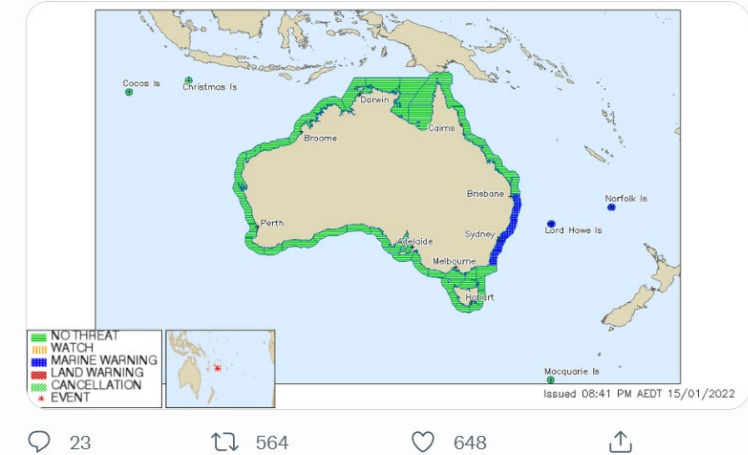 Cocos Is
Christmas Is
Darwin
Cairns
Broome
Brisbane
Norfolk Is
Perth
Sydney
Lord Howe Is
Adelaide
Melbourne
Hobart
NO THREAT
WATCH
MARINE WARNING
LAND WARNING
CANCELLATION
EVENT
Macquarie Is
Issued 08:41 PM AEDT 15/01/2022
23 564 648